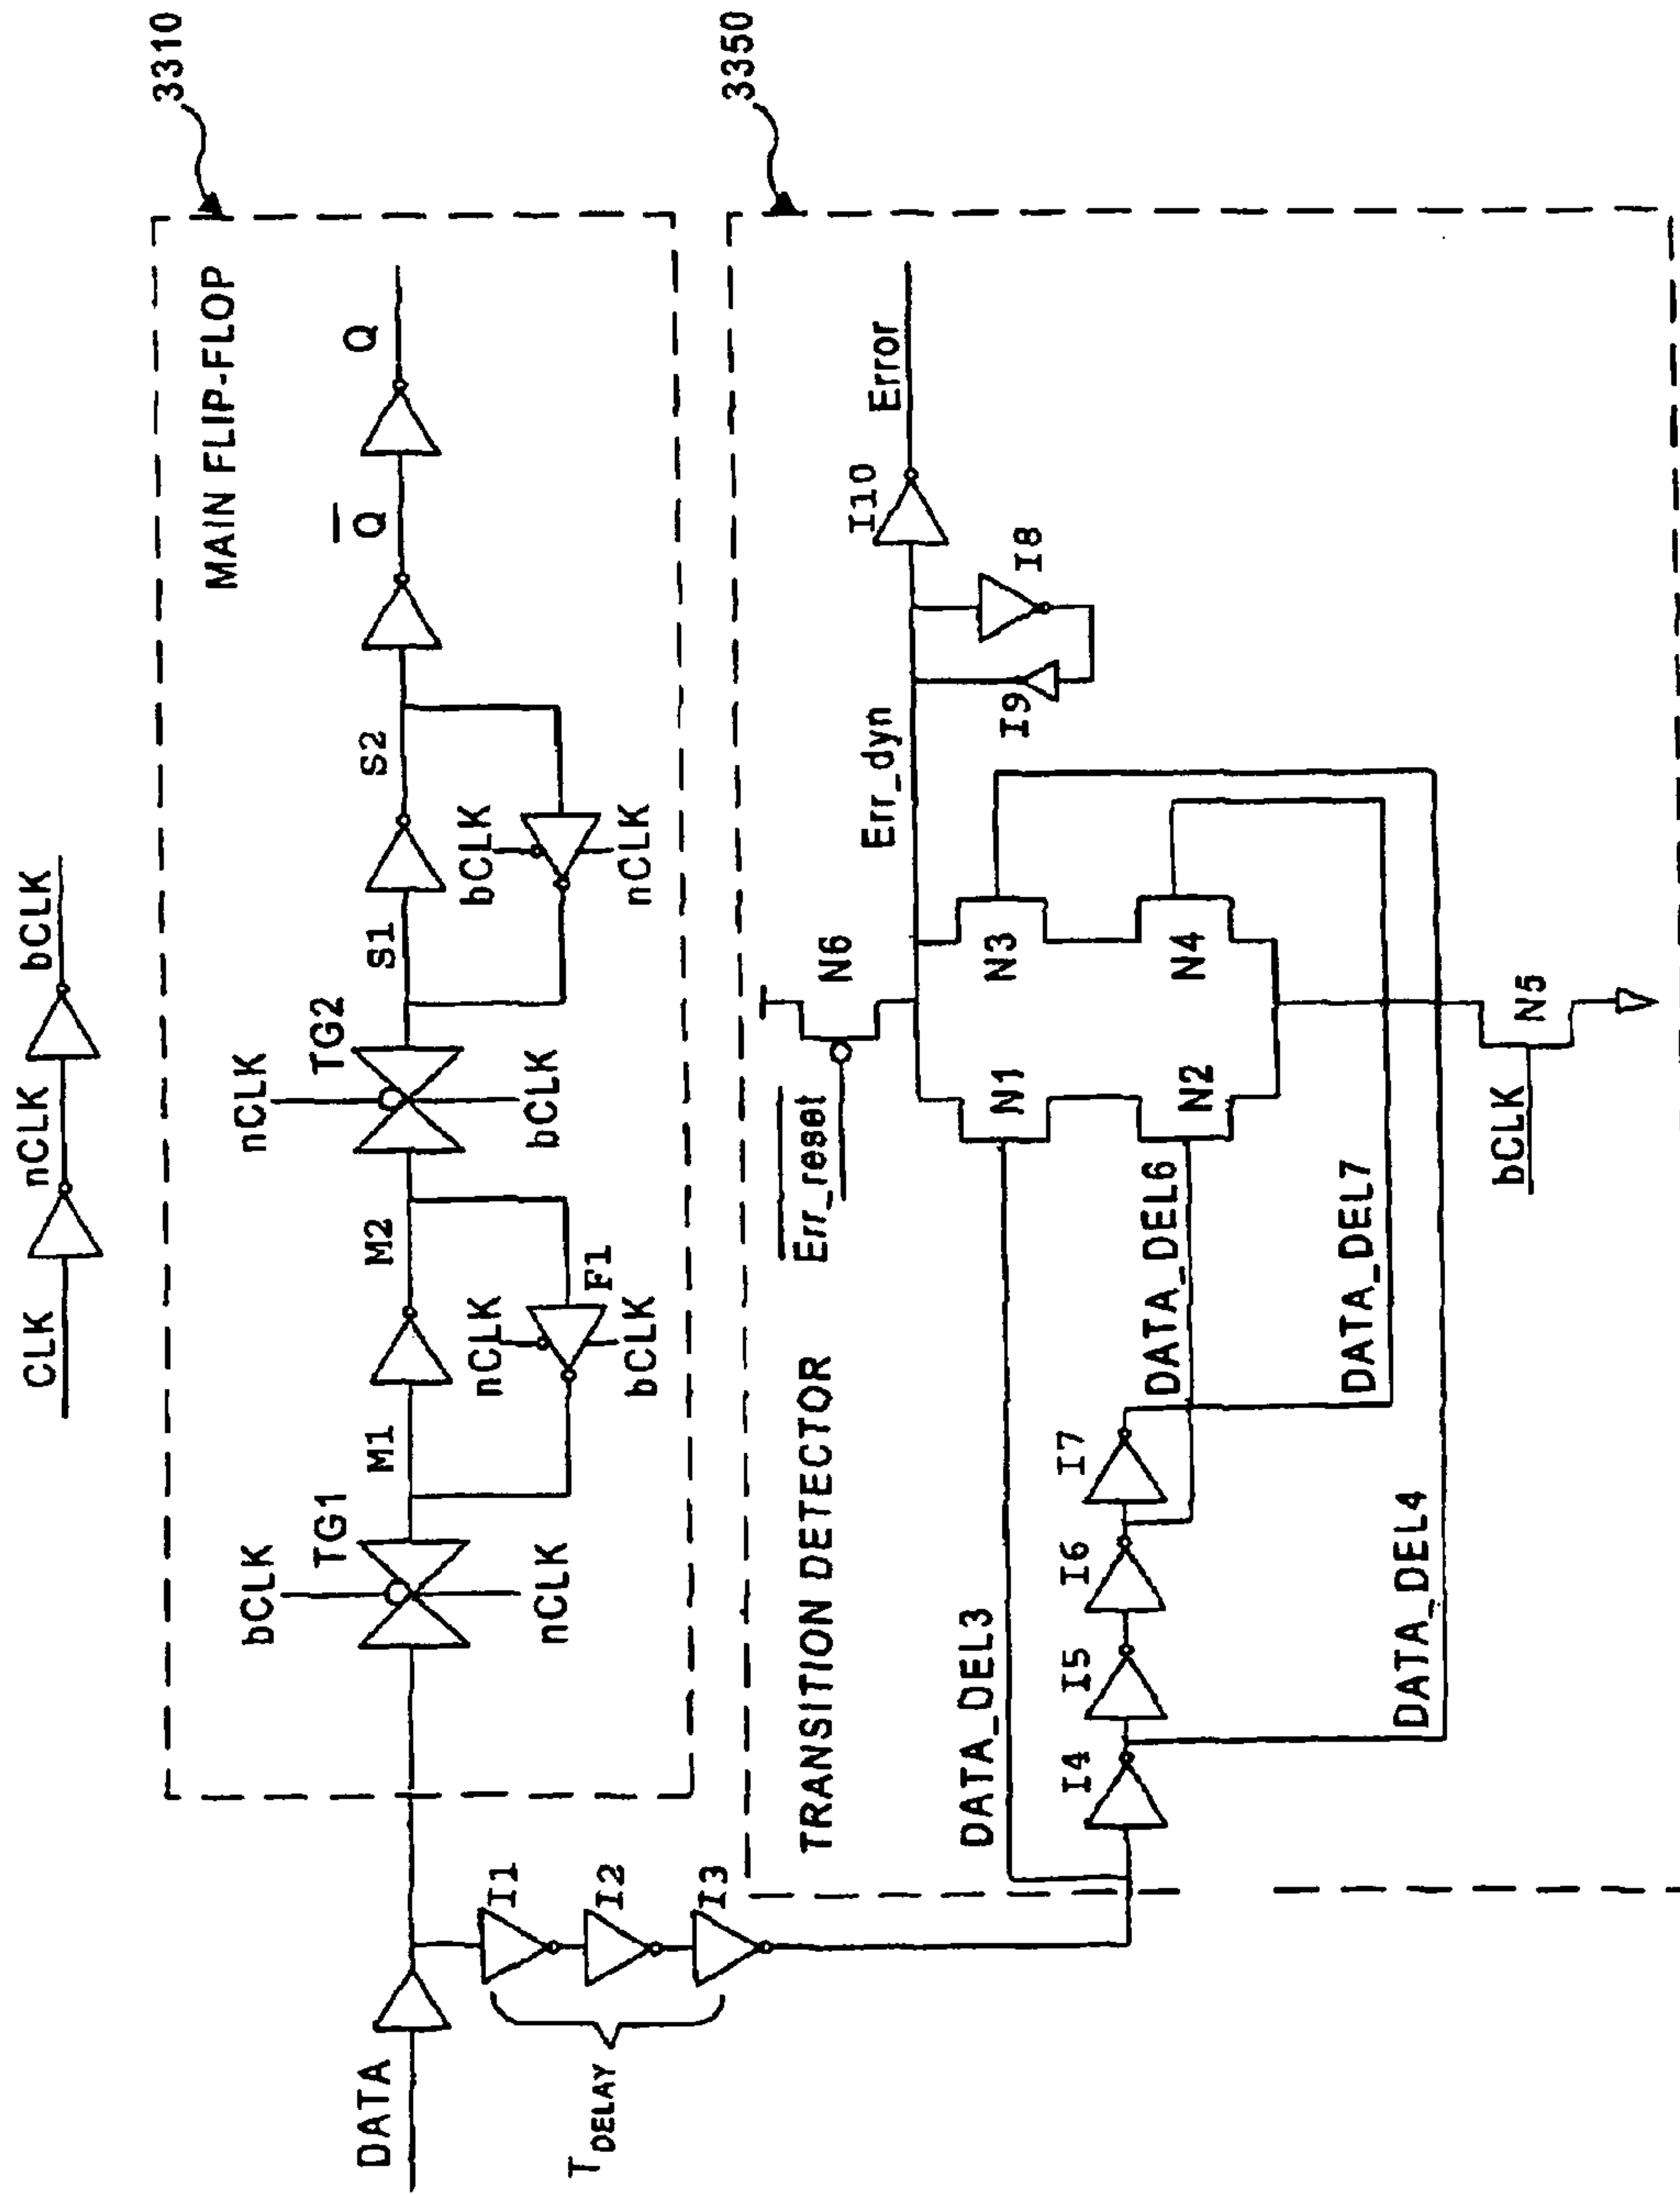 CLK
nCLK
bCLK
3310
MAIN FLIP-FLOP
DATA
bCLK
TG1
nCLK
M1
M2
nCLK
F1
bCLK
nCLK
TG2
bCLK
S1
S2
bCLK
nCLK
Q
Q
T DELAY
I1
I2
I3
3350
TRANSITION DETECTOR
DATA_DEL3
I4
I5
I6
I7
DATA_DEL4
DATA_DEL6
DATA_DEL7
Err_reset
N6
N1
N2
N3
N4
N5
bCLK
Err_dyn
I9
I8
I10
Error